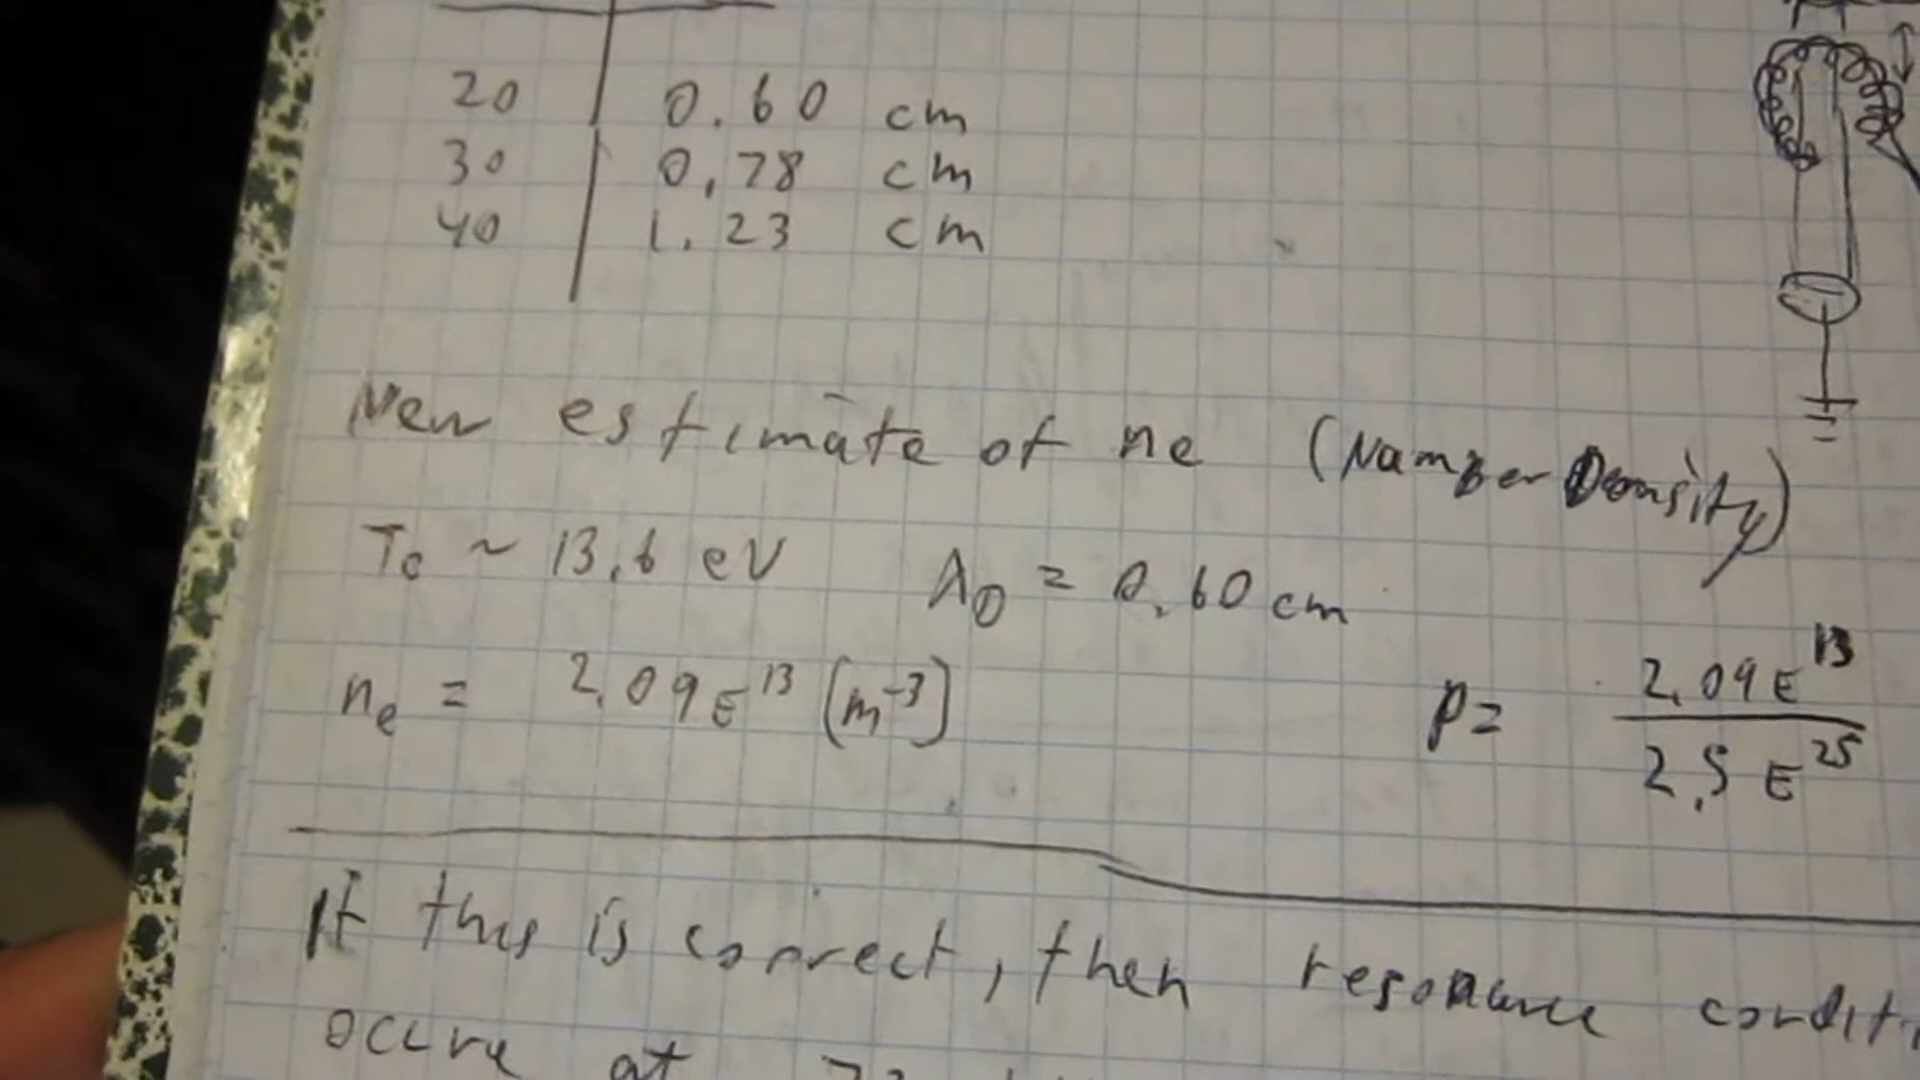 20 0.60 cm
30 0.78 cm
40 1.23 cm
New estimate of ne (Number Density)
Te ~ 13.6 eV λD = 0.60 cm
ne = 2.09E13 (m-3)
P= 2.09E13
2.5E25
If this is correct, then resonance condit
occure at